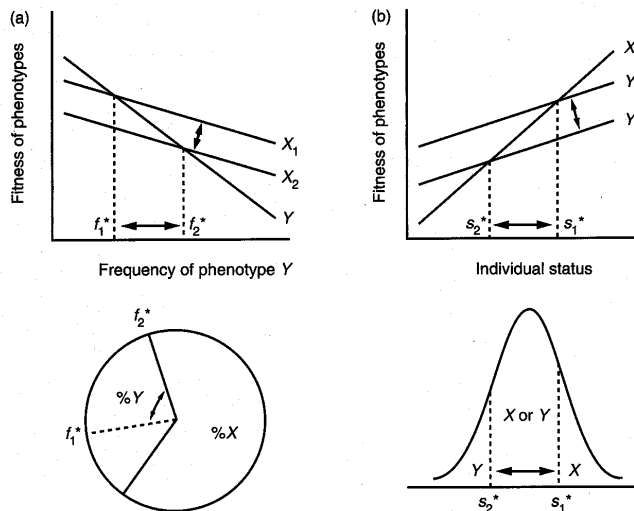 (a)
Fitness of phenotypes
X₁
X₂
Y
f₁*
f₂*
Frequency of phenotype Y
f₂*
%Y
f₁*
%X
(b)
Fitness of phenotypes
X
Y
Y
s₂*
s₁*
Individual status
X or Y
Y
X
s₂*
s₁*